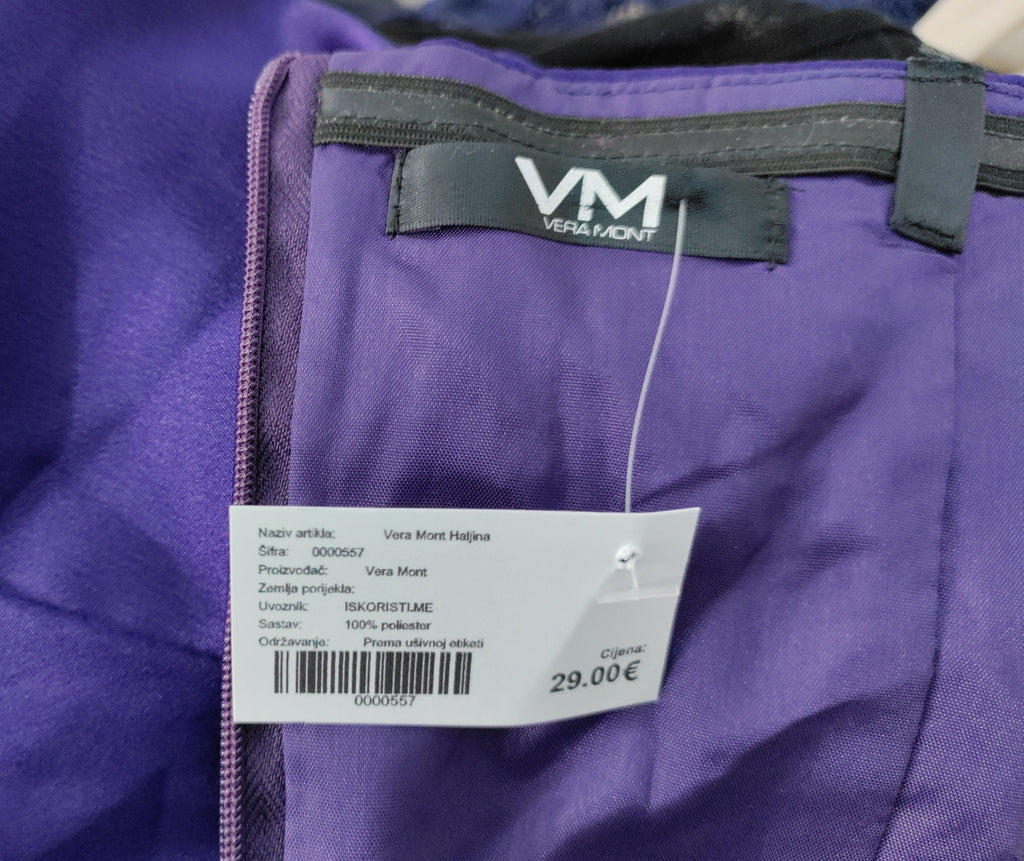 VM
VERA MONT
Naziv artikla: Vera Mont Haljina
Šifra: 0000557
Proizvođač: Vera Mont
Zemlja porijekla:
Uvoznik: ISKORISTI.ME
Sastav: 100% poliester
Održavanje: Prema ušivnoj etiketi
0000557
Cijena:
29.00€